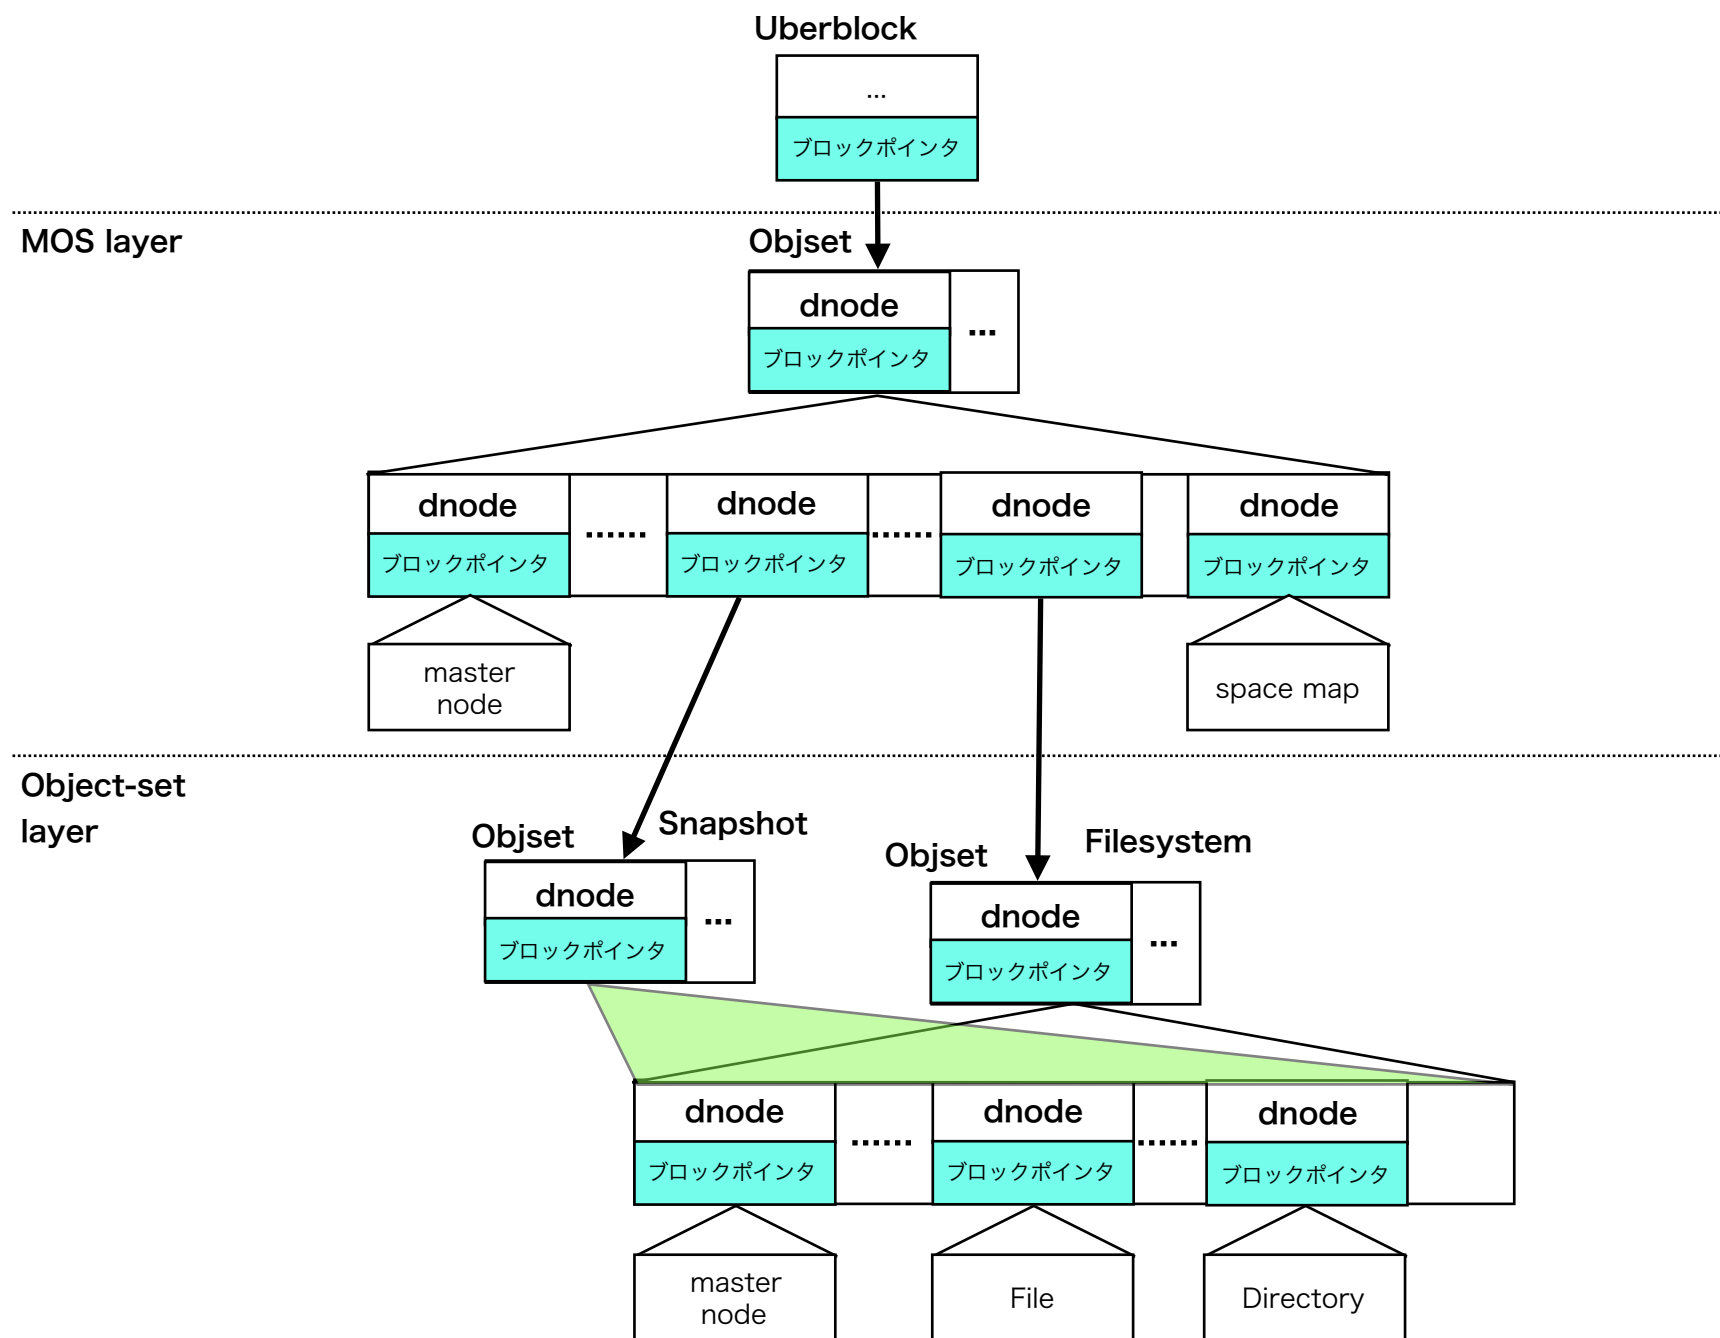 Uberblock
...
ブロックポインタ
MOS layer
Objset
dnode
...
ブロックポインタ
dnode
......
dnode
......
dnode
dnode
ブロックポインタ
ブロックポインタ
ブロックポインタ
ブロックポインタ
master
node
space map
Object-set
layer
Objset
Snapshot
Objset
Filesystem
dnode
...
ブロックポインタ
dnode
...
ブロックポインタ
dnode
......
dnode
......
dnode
ブロックポインタ
ブロックポインタ
ブロックポインタ
master
node
File
Directory